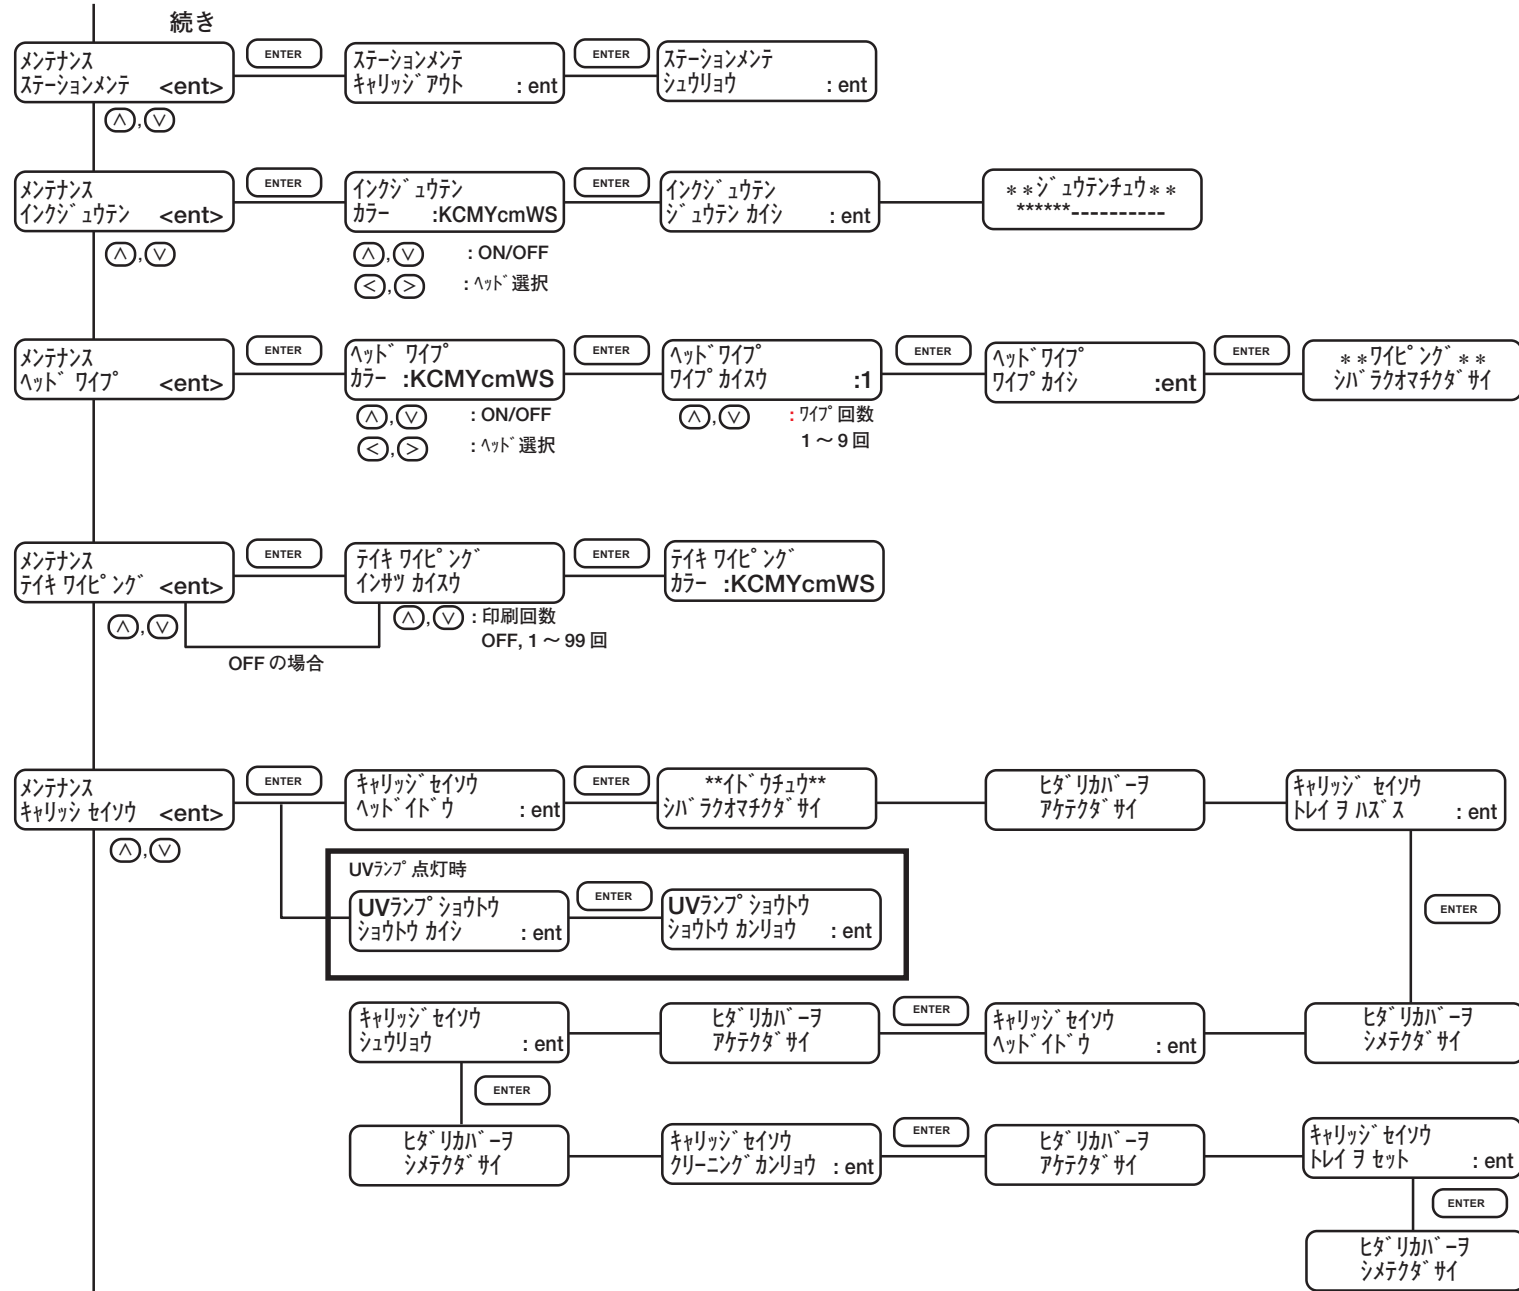 続き
メンテナンス
ステーションメンテ <ent>
ENTER
ステーションメンテ
キャリッジアウト : ent
ENTER
ステーションメンテ
シュウリョウ : ent
∧,∨
メンテナンス
インクジュウテン <ent>
ENTER
インクジュウテン
カラー :KCMYcmWS
ENTER
インクジュウテン
ジュウテン カイシ : ent
＊＊ジュウテンチュウ＊＊
******----------
∧,∨
∧,∨ : ON/OFF
<,> : ヘッド選択
メンテナンス
ヘッド ワイプ <ent>
ENTER
ヘッド ワイプ
カラー :KCMYcmWS
ENTER
ヘッドワイプ
ワイプカイスウ :1
ENTER
ヘッドワイプ
ワイプカイシ :ent
ENTER
＊＊ワイピング＊＊
シバラクオマチクダサイ
∧,∨ : ON/OFF
<,> : ヘッド選択
∧,∨ : ワイプ回数
1 ～ 9 回
メンテナンス
テイキ ワイピング <ent>
ENTER
テイキ ワイピング
インサツ カイスウ
ENTER
テイキ ワイピング
カラー :KCMYcmWS
∧,∨
∧,∨ : 印刷回数
OFF, 1 ～ 99 回
OFF の場合
メンテナンス
キャリッシ セイソウ <ent>
ENTER
キャリッジセイソウ
ヘッドイドウ : ent
ENTER
**イドウチュウ**
シバラクオマチクダサイ
ヒダリカバーヲ
アケテクダサイ
キャリッジ セイソウ
トレイ ヲ ハズス : ent
∧,∨
ENTER
UVランプ点灯時
UVランプショウトウ
ショウトウ カイシ : ent
ENTER
UVランプショウトウ
ショウトウ カンリョウ : ent
キャリッジセイソウ
シュウリョウ : ent
ヒダリカバーヲ
アケテクダサイ
ENTER
キャリッジセイソウ
ヘッドイドウ : ent
ヒダリカバーヲ
シメテクダサイ
ENTER
ヒダリカバーヲ
シメテクダサイ
キャリッジセイソウ
クリーニングカンリョウ : ent
ENTER
ヒダリカバーヲ
アケテクダサイ
キャリッジセイソウ
トレイ ヲ セット : ent
ENTER
ヒダリカバーヲ
シメテクダサイ